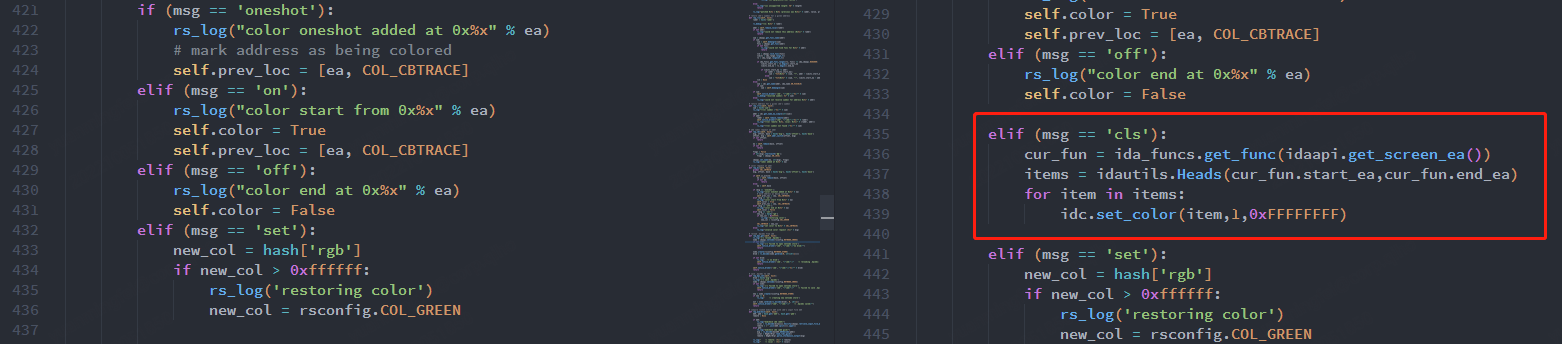 421 if (msg == 'oneshot'):
422 rs_log("color oneshot added at 0x%x" % ea)
423 # mark address as being colored
424 self.prev_loc = [ea, COL_CBTRACE]
425 elif (msg == 'on'):
426 rs_log("color start from 0x%x" % ea)
427 self.color = True
428 self.prev_loc = [ea, COL_CBTRACE]
429 elif (msg == 'off'):
430 rs_log("color end at 0x%x" % ea)
431 self.color = False
432 elif (msg == 'set'):
433 new_col = hash['rgb']
434 if new_col > 0xffffff:
435 rs_log('restoring color')
436 new_col = rsconfig.COL_GREEN
437
429 self.color = True
430 self.prev_loc = [ea, COL_CBTRACE]
431 elif (msg == 'off'):
432 rs_log("color end at 0x%x" % ea)
433 self.color = False
434
435 elif (msg == 'cls'):
436 cur_fun = ida_funcs.get_func(idaapi.get_screen_ea())
437 items = idautils.Heads(cur_fun.start_ea,cur_fun.end_ea)
438 for item in items:
439 idc.set_color(item,1,0xFFFFFFFF)
440
441 elif (msg == 'set'):
442 new_col = hash['rgb']
443 if new_col > 0xffffff:
444 rs_log('restoring color')
445 new_col = rsconfig.COL_GREEN